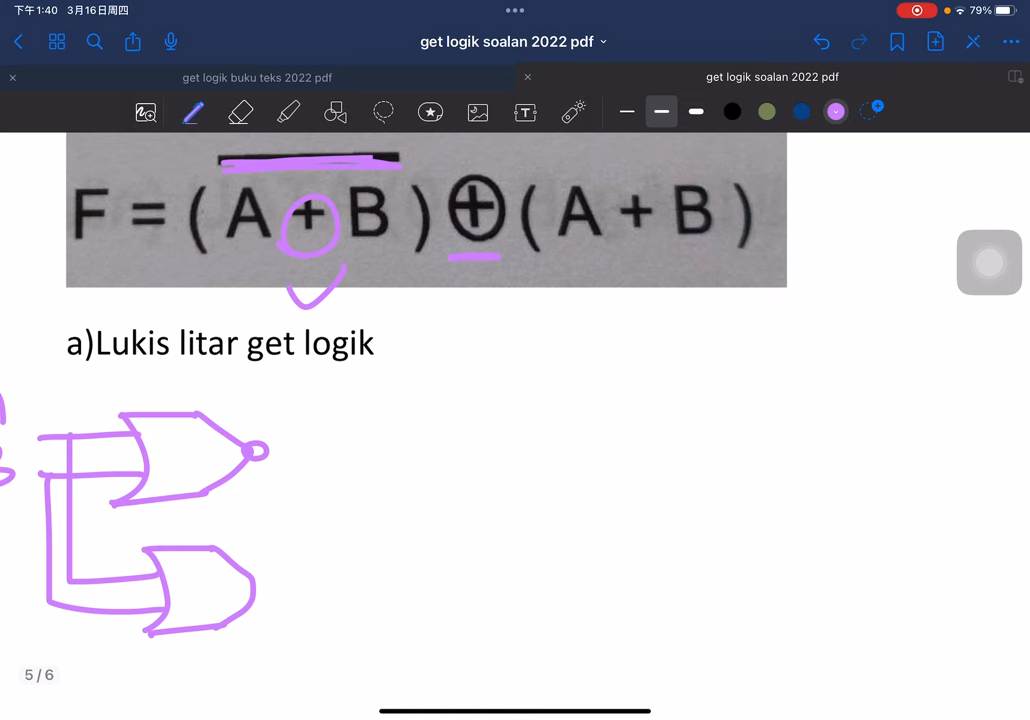 下午1:40 3月16日周四
79%
get logik soalan 2022 pdf
get logik buku teks 2022 pdf
get logik soalan 2022 pdf
F = ( A + B ) ⊕ ( A + B )
a)Lukis litar get logik
5 / 6